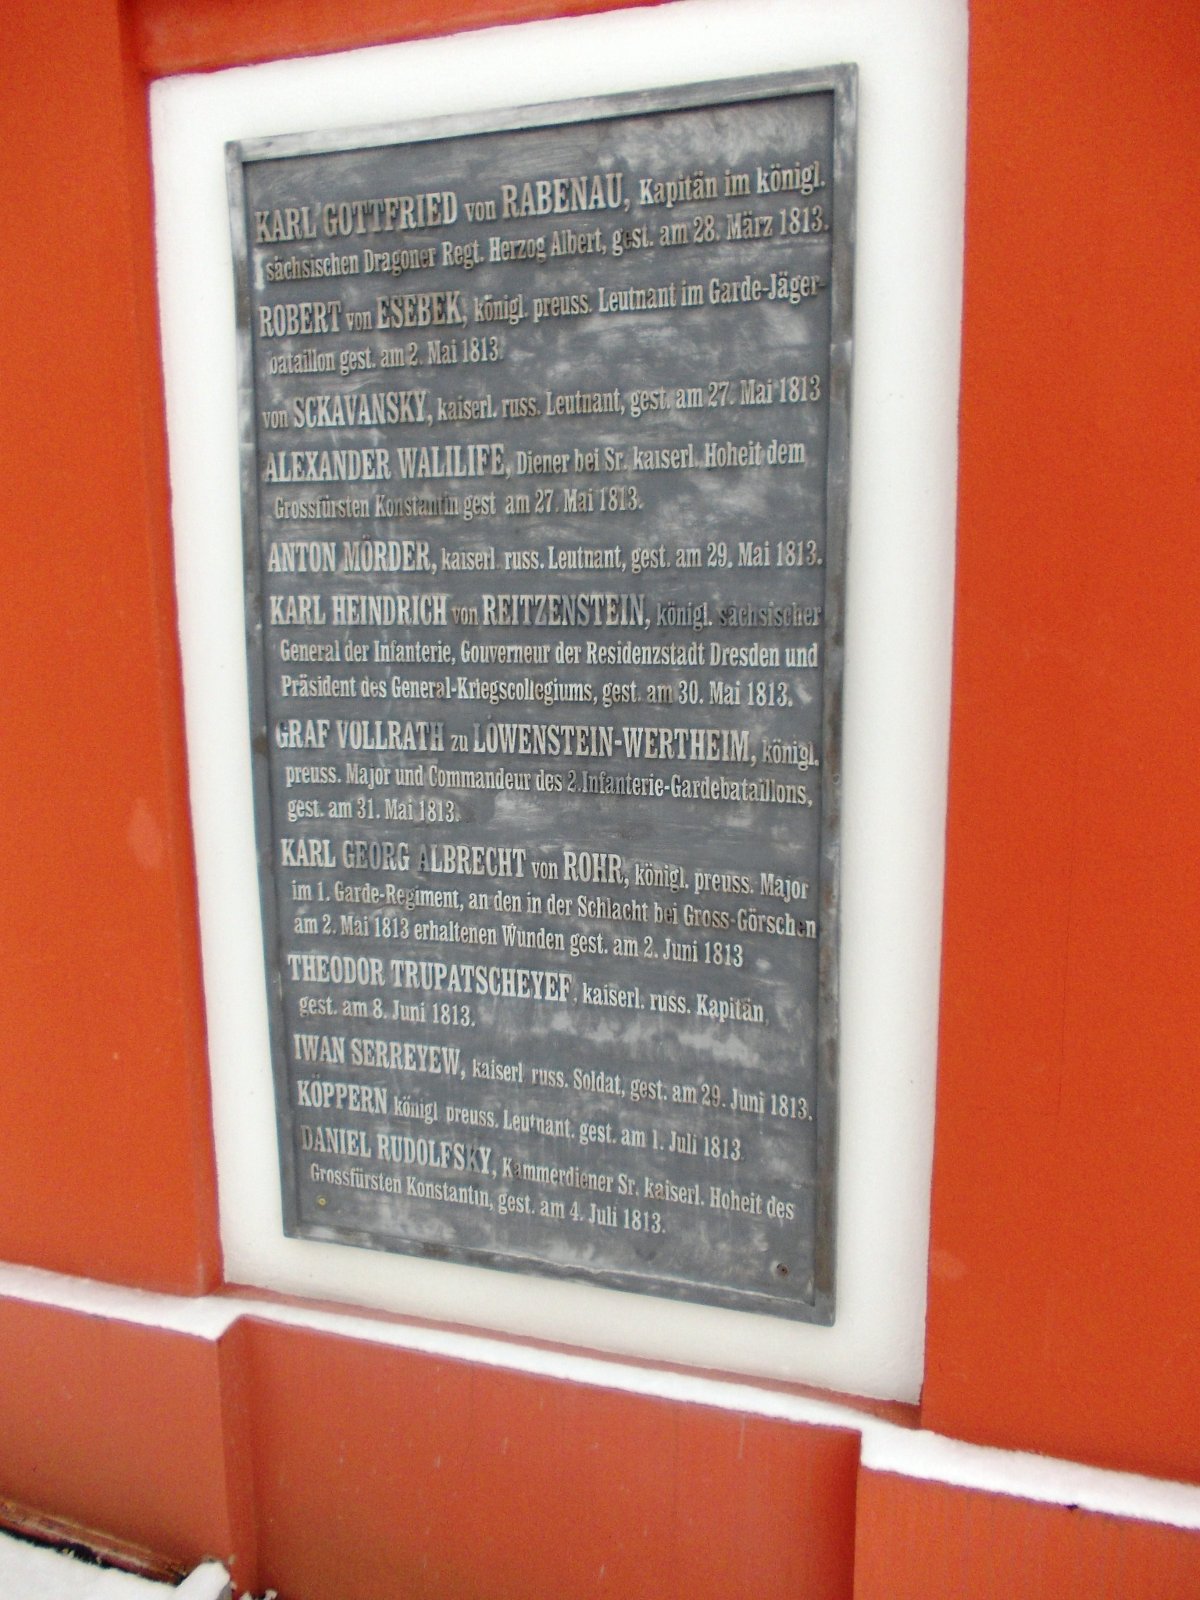 KARL GOTTFRIED von RABENAU, Kapitän im königl.
sächsischen Dragoner Regt. Herzog Albert, gest. am 28. März 1813.
ROBERT von ESEBEK, königl. preuss. Leutnant im Garde-Jäger-
bataillon gest. am 2. Mai 1813.
von SCKAVANSKY, kaiserl. russ. Leutnant, gest. am 27. Mai 1813
ALEXANDER WALILIFE, Diener bei Sr. kaiserl. Hoheit dem
Grossfürsten Konstantin gest am 27. Mai 1813.
ANTON MÖRDER, kaiserl russ. Leutnant, gest. am 29. Mai 1813.
KARL HEINDRICH von REITZENSTEIN, königl. sächsischer
General der Infanterie, Gouverneur der Residenzstadt Dresden und
Präsident des General-Kriegscollegiums, gest. am 30. Mai 1813.
GRAF VOLLRATH zu LÖWENSTEIN-WERTHEIM, königl.
preuss. Major und Commandeur des 2. Infanterie-Gardebataillons,
gest. am 31. Mai 1813.
KARL GEORG ALBRECHT von ROHR, königl. preuss. Major
im 1. Garde-Regiment, an den in der Schlacht bei Gross-Görschen
am 2. Mai 1813 erhaltenen Wunden gest. am 2. Juni 1813
THEODOR TRUPATSCHEYEF, kaiserl. russ. Kapitän
gest. am 8. Juni 1813.
IWAN SERREYEW, kaiserl russ. Soldat, gest. am 29. Juni 1813.
KÖPPERN königl preuss. Leutnant. gest. am 1. Juli 1813.
DANIEL RUDOLFSKY, Kammerdiener Sr. kaiserl. Hoheit des
Grossfürsten Konstantin, gest. am 4. Juli 1813.